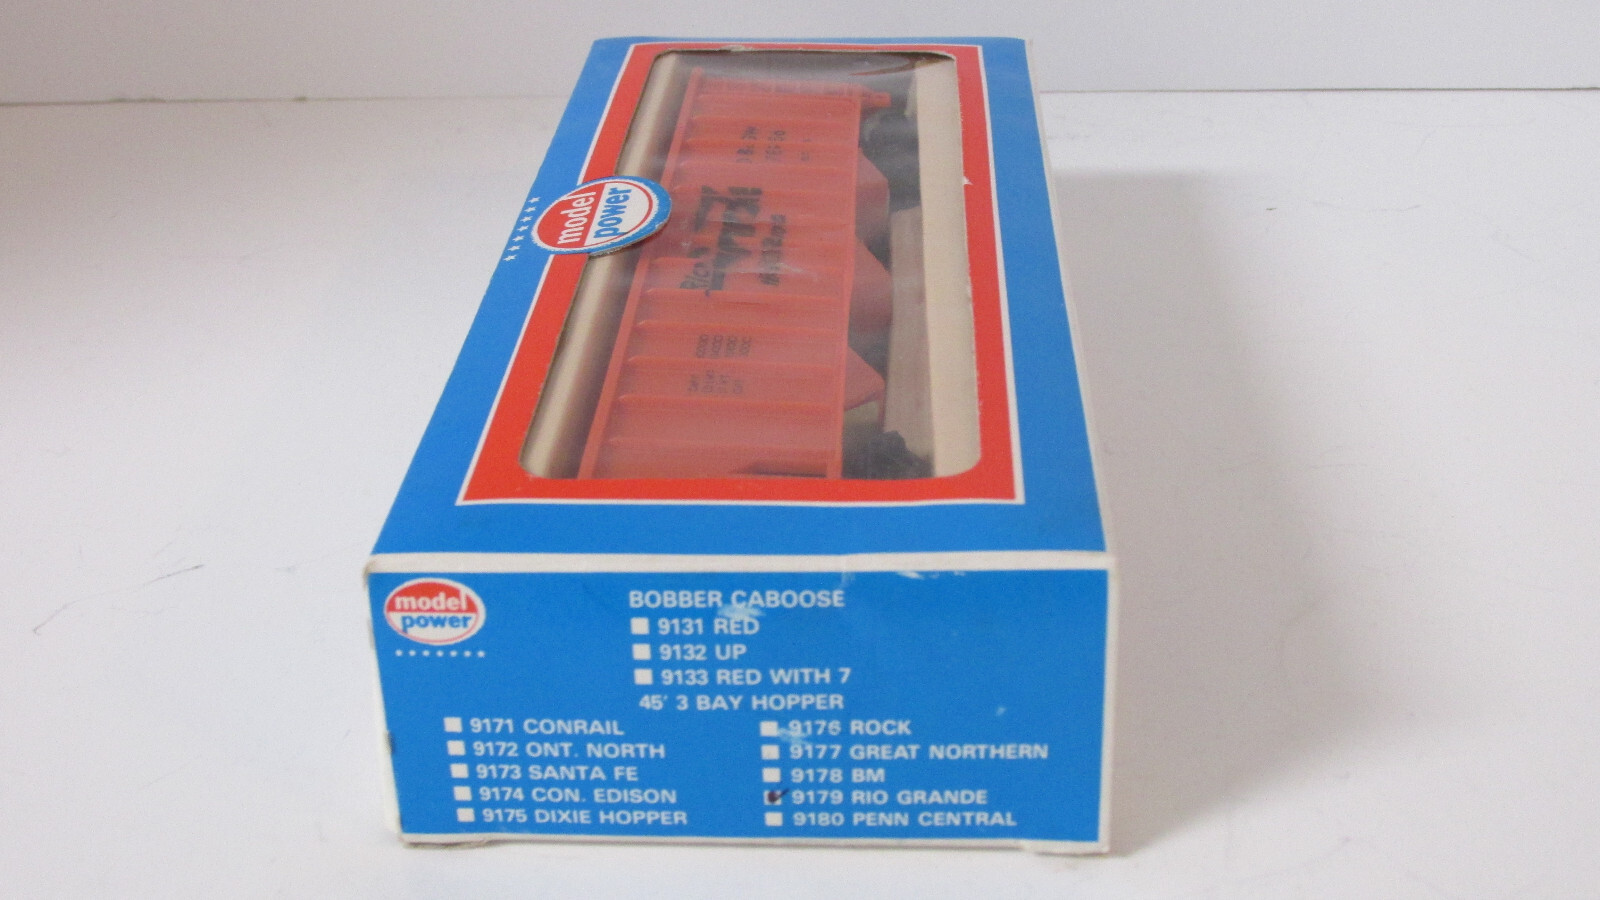 model
power
Rio
model
power
BOBBER CABOOSE
9131 RED
9132 UP
9133 RED WITH 7
45' 3 BAY HOPPER
9171 CONRAIL
9172 ONT. NORTH
9173 SANTA FE
9174 CON. EDISON
9175 DIXIE HOPPER
9176 ROCK
9177 GREAT NORTHERN
9178 BM
9179 RIO GRANDE
9180 PENN CENTRAL